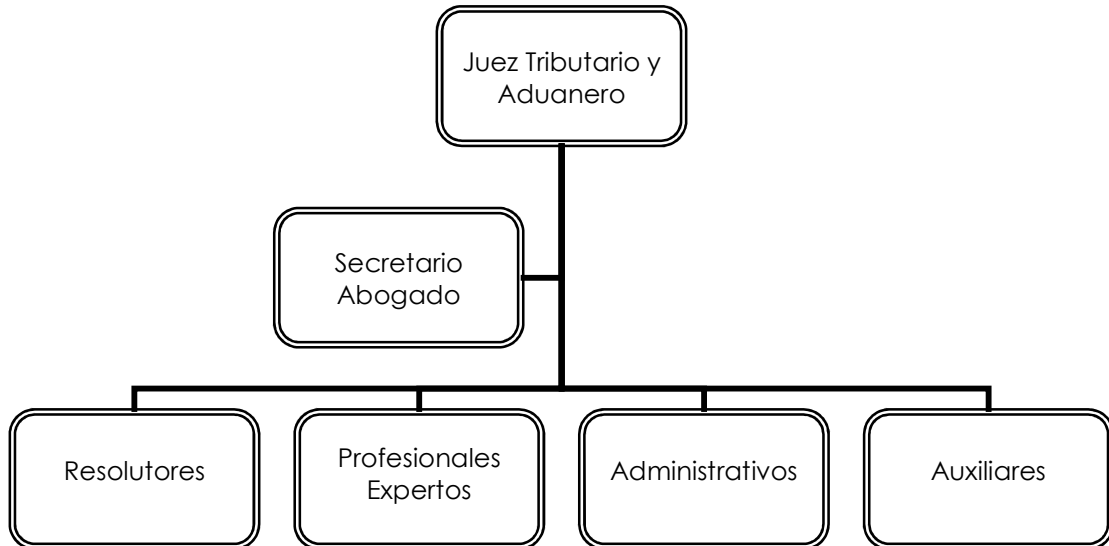 Juez Tributario y
Aduanero
Secretario
Abogado
Resolutores
Profesionales
Expertos
Administrativos
Auxiliares